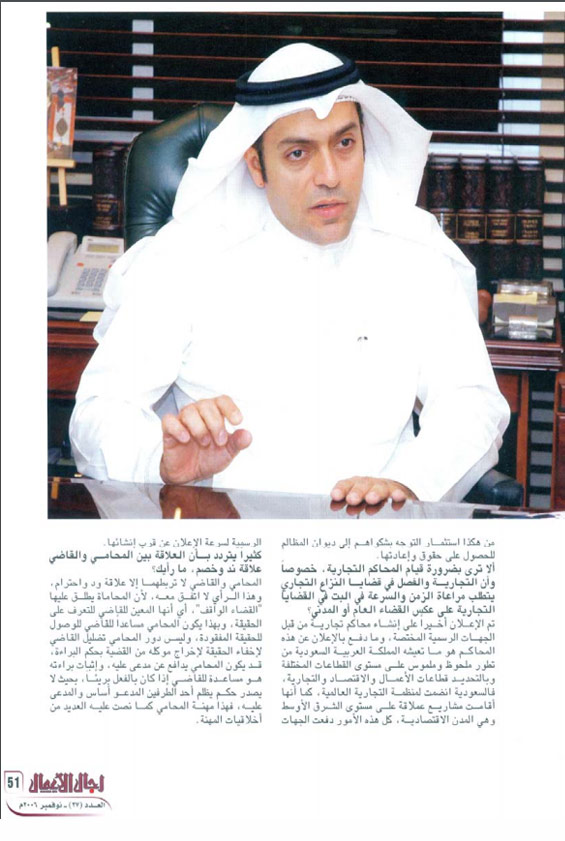 من هكذا استثمار التوجه بشكواهم إلى ديوان المظالم
للحصول على حقوق وإعادتها.
ألا ترى بضرورة قيام المحاكم التجارية، خصوصاً
وأن التجارية والفصل في قضايا النزاع التجاري
يتطلب مراعاة الزمن والسرعة في البت في القضايا
التجارية على عكس القضاء العام أو المدني؟
تم الإعلان أخيراً على إنشاء محاكم تجارية من قبل
الجهات الرسمية المختصة، وما دفع بالإعلان عن هذه
المحاكم هو ما تعيشه المملكة العربية السعودية من
تطور ملحوظ وملموس على مستوى القطاعات المختلفة
وبالتحديد قطاعات الأعمال والاقتصاد و التجارية،
فالسعودية انضمت لمنظمة التجارية العالمية، كما أنها
أقامت مشاريع عملاقة على مستوى الشرق الأوسط
وهي المدن الاقتصادية، كل هذه الأمور دفعت الجهات
الرسمية لسرعة الإعلان عن قرب إنشائها.
كثيرا يتردد بأن العلاقة بين المحامي والقاضي
علاقة ند وخصم، ما رأيك؟
المحامي والقاضي لا تربطهما إلا علاقة ود واحترام،
وهذا الرأي لا أتفق معه، لأن المحاماة يطلق عليها
"القضاء الواقف"، أي أنها المعين للقاضي للتعرف على
الحقيقة، وبهذا يكون المحامي مساعدا للقاضي للوصول
للحقيقة المفقودة، وليس دور المحامي تضليل القاضي
لإخفاء الحقيقة لإخراج موكله من القضية بحكم البراءة،
قد يكون المحامي يدافع عن مدعى عليه، وإثبات براءته
هو مساعدة للقاضي إذا كان بالفعل بريئا، بحيث لا
يصدر حكم يظلم أحد الطرفين المدعو أساس والمدعى
عليه، فهذا مهنة المحامي كما نصت عليه العديد من
أخلاقيات المهنة.
رجال الأعمال 51
العدد (٢٧) ـ نوفمبر ٢٠٠٦م